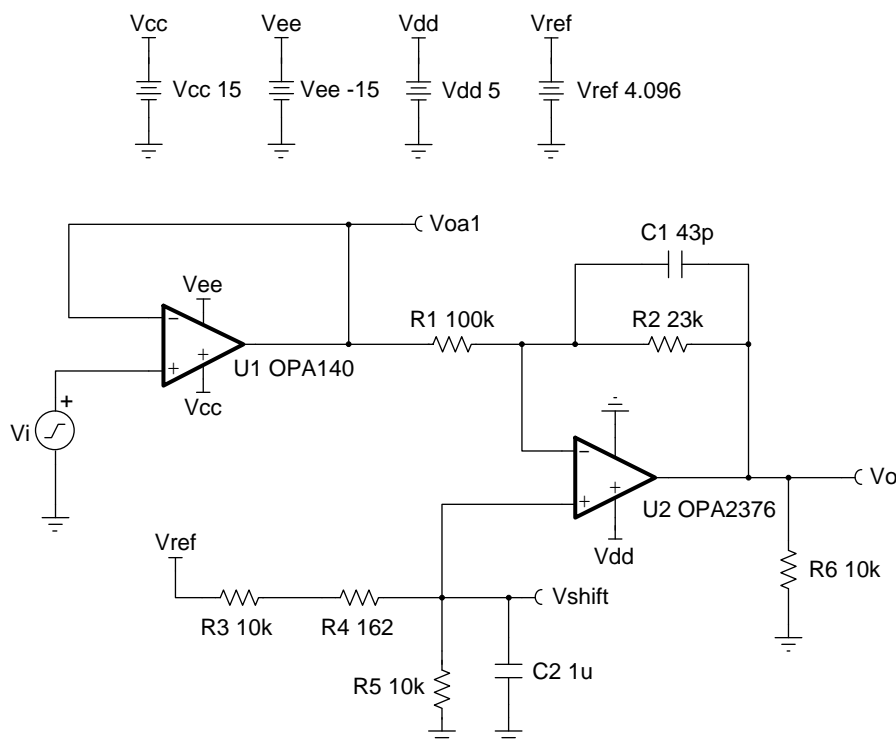 Vcc Vee Vdd Vref
Vcc 15 Vee -15 Vdd 5 Vref 4.096
Voa1
C1 43p
Vee
R1 100k R2 23k
U1 OPA140
Vcc
Vi
Vo
U2 OPA2376
Vref Vdd
R6 10k
Vshift
R3 10k R4 162
R5 10k C2 1u